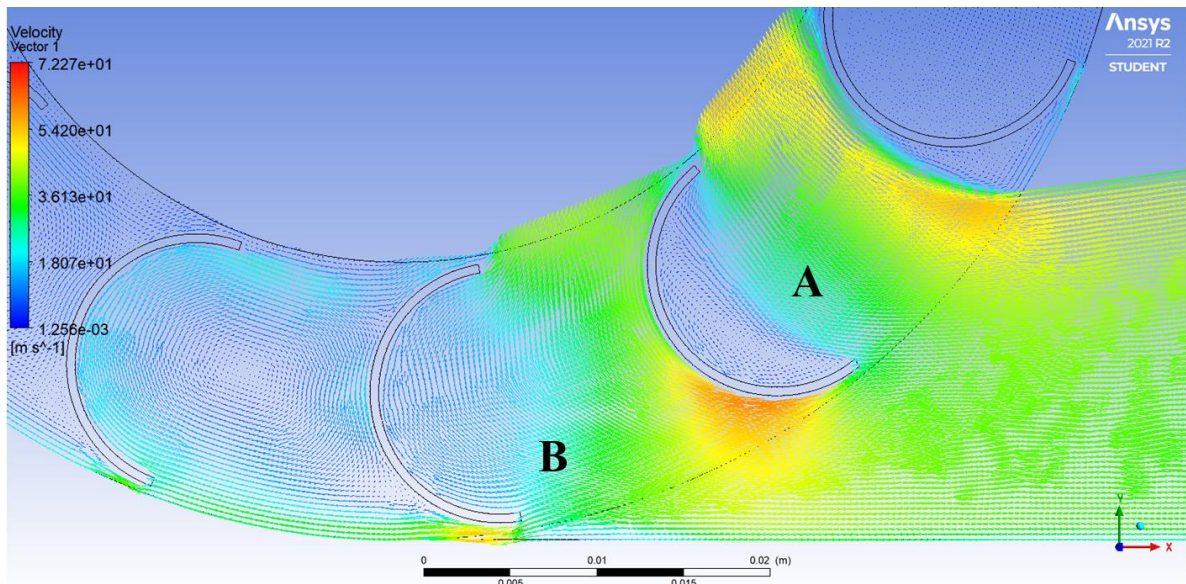 Velocity
Vector 1
7.227e+01
5.420e+01
3.613e+01
1.807e+01
1.256e-03
[m s^-1]
Ansys
2021 R2
STUDENT
A
B
Y
X
0
0.01
0.02 (m)
0.005
0.015